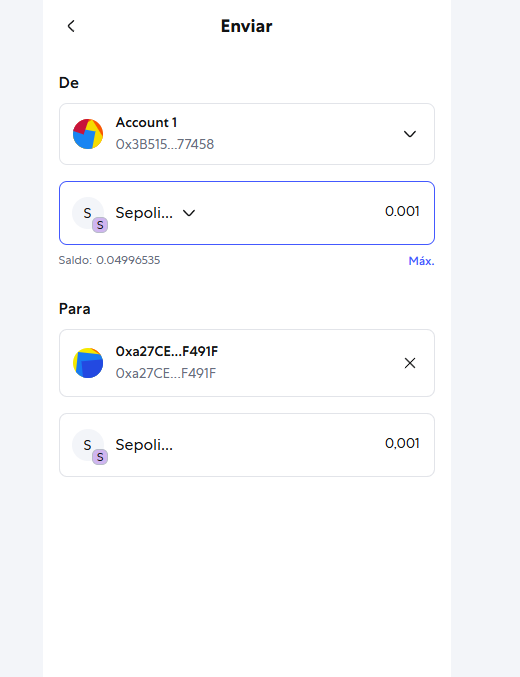 Enviar
De
Account 1
0x3B515...77458
S
S
Sepoli...
0.001
Saldo: 0.04996535
Máx.
Para
0xa27CE...F491F
0xa27CE...F491F
S
S
Sepoli...
0,001